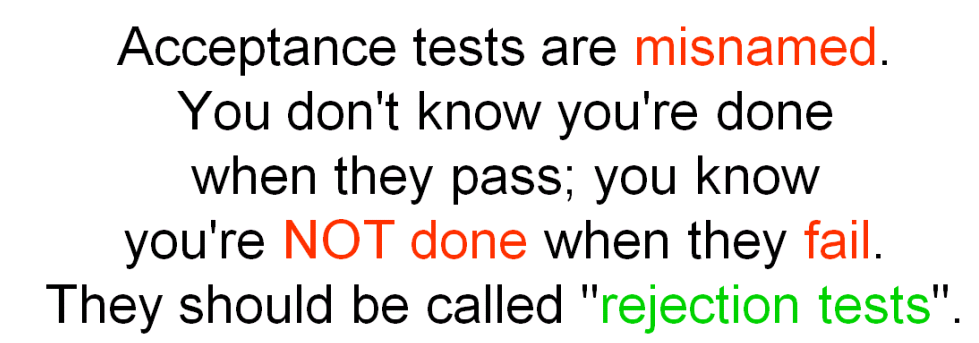 Acceptance tests are misnamed.
You don't know you're done
when they pass; you know
you're NOT done when they fail.
They should be called "rejection tests".